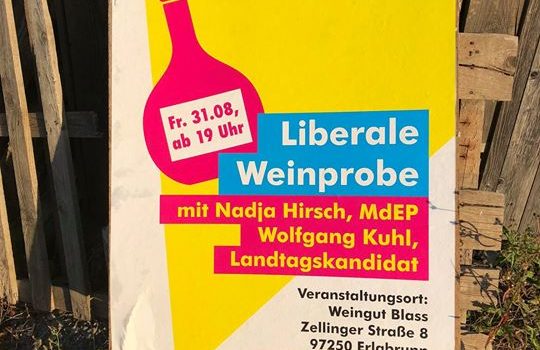 Fr. 31.08,
ab 19 Uhr
Liberale
Weinprobe
mit Nadja Hirsch, MdEP
Wolfgang Kuhl,
Landtagskandidat
Veranstaltungsort:
Weingut Blass
Zellinger Straße 8
97250 Erlabrunn